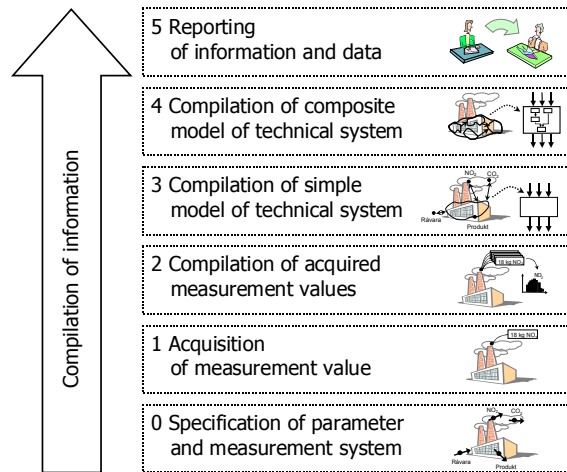 Compilation of information
5 Reporting
of information and data
4 Compilation of composite
model of technical system
3 Compilation of simple
model of technical system
NO₂
CO₂
Råvara
Produkt
2 Compilation of acquired
measurement values
18 kg NO₂
NO₂
1 Acquisition
of measurement value
18 kg NO₂
0 Specification of parameter
and measurement system
NO₂
CO₂
Råvara
Produkt